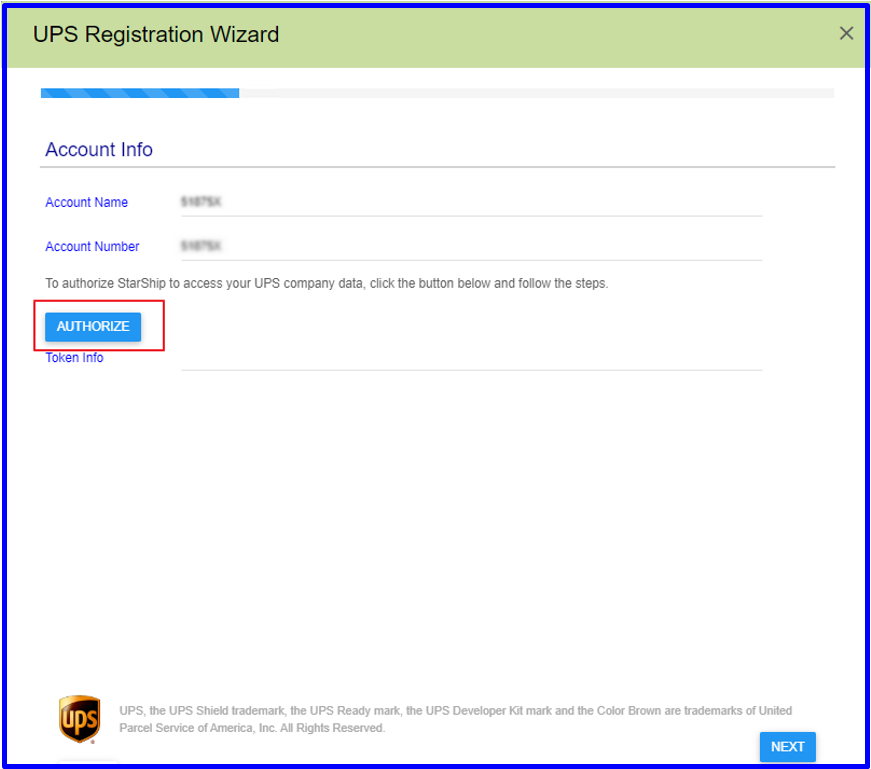 UPS Registration Wizard
Account Info
Account Name
Account Number
To authorize StarShip to access your UPS company data, click the button below and follow the steps.
AUTHORIZE
Token Info
ups
UPS, the UPS Shield trademark, the UPS Ready mark, the UPS Developer Kit mark and the Color Brown are trademarks of United
Parcel Service of America, Inc. All Rights Reserved.
NEXT